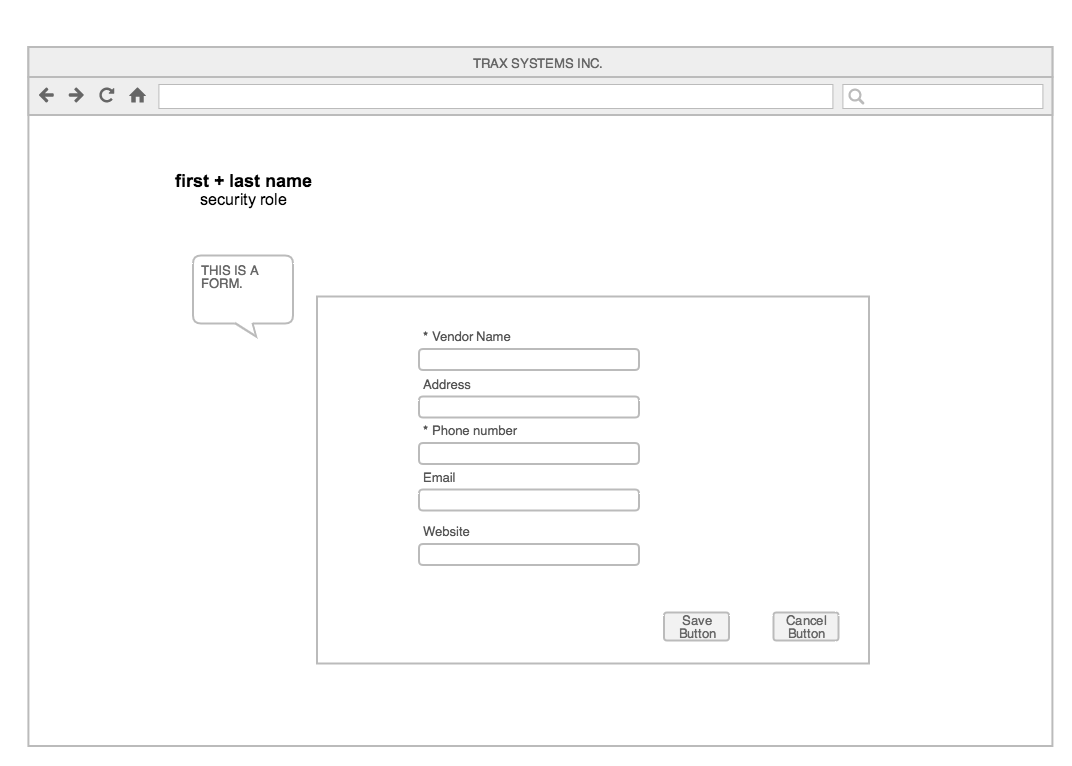 TRAX SYSTEMS INC.
first + last name
security role
THIS IS A
FORM.
* Vendor Name
Address
* Phone number
Email
Website
Save
Button
Cancel
Button